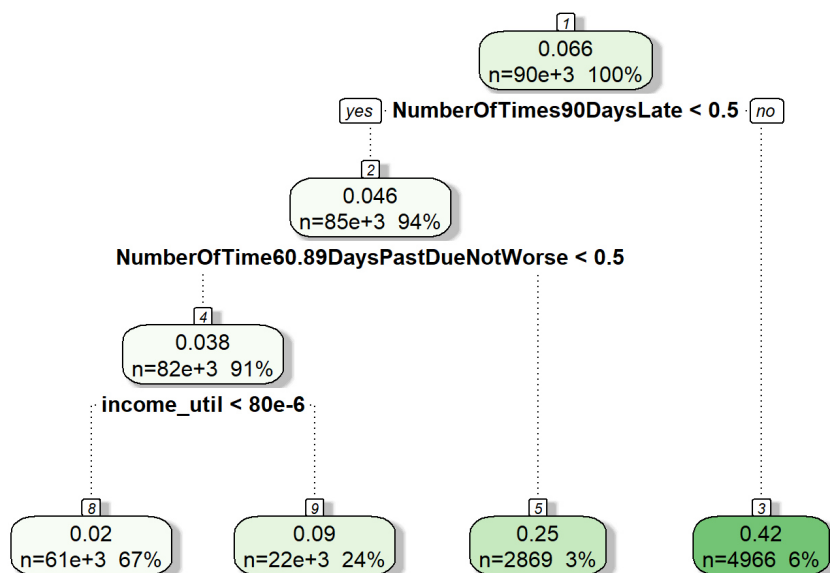 1
0.066
n=90e+3 100%
yes NumberOfTimes90DaysLate < 0.5 no
2
0.046
n=85e+3 94%
NumberOfTime60.89DaysPastDueNotWorse < 0.5
4
0.038
n=82e+3 91%
income_util < 80e-6
8 9 5 3
0.02 0.09 0.25 0.42
n=61e+3 67% n=22e+3 24% n=2869 3% n=4966 6%